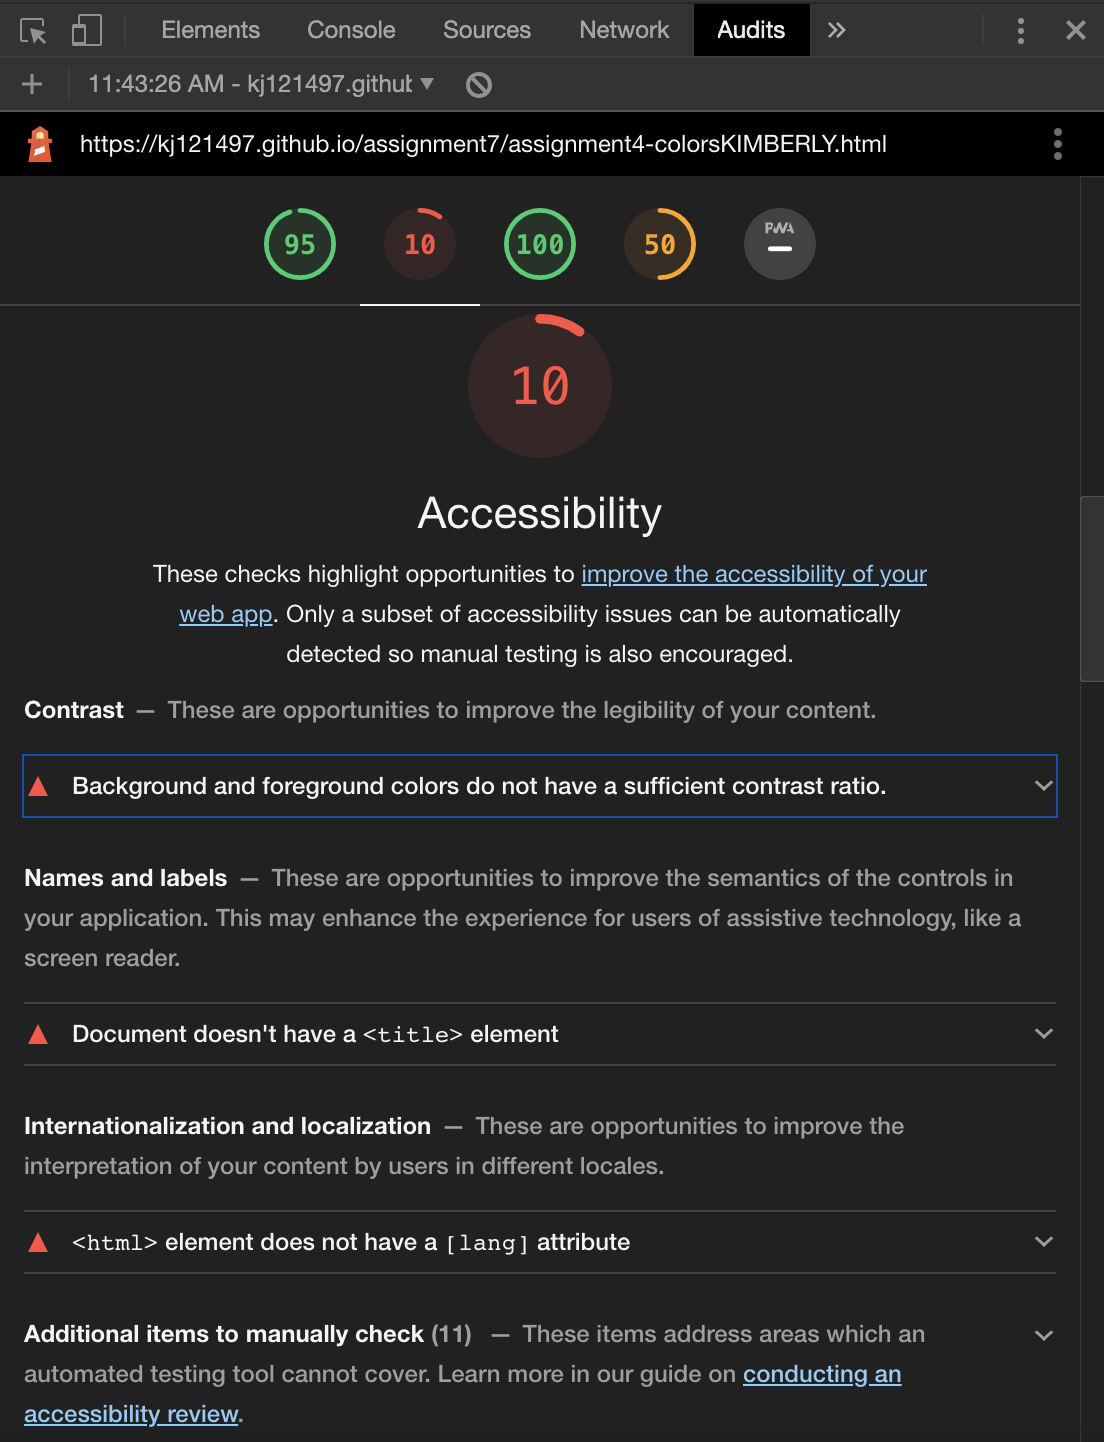 Elements Console Sources Network Audits
11:43:26 AM - kj121497.github
https://kj121497.github.io/assignment7/assignment4-colorsKIMBERLY.html
95 10 100 50 PWA
10
Accessibility
These checks highlight opportunities to improve the accessibility of your
web app. Only a subset of accessibility issues can be automatically
detected so manual testing is also encouraged.
Contrast — These are opportunities to improve the legibility of your content.
Background and foreground colors do not have a sufficient contrast ratio.
Names and labels — These are opportunities to improve the semantics of the controls in
your application. This may enhance the experience for users of assistive technology, like a
screen reader.
Document doesn't have a <title> element
Internationalization and localization — These are opportunities to improve the
interpretation of your content by users in different locales.
<html> element does not have a [lang] attribute
Additional items to manually check (11) — These items address areas which an
automated testing tool cannot cover. Learn more in our guide on conducting an
accessibility review.